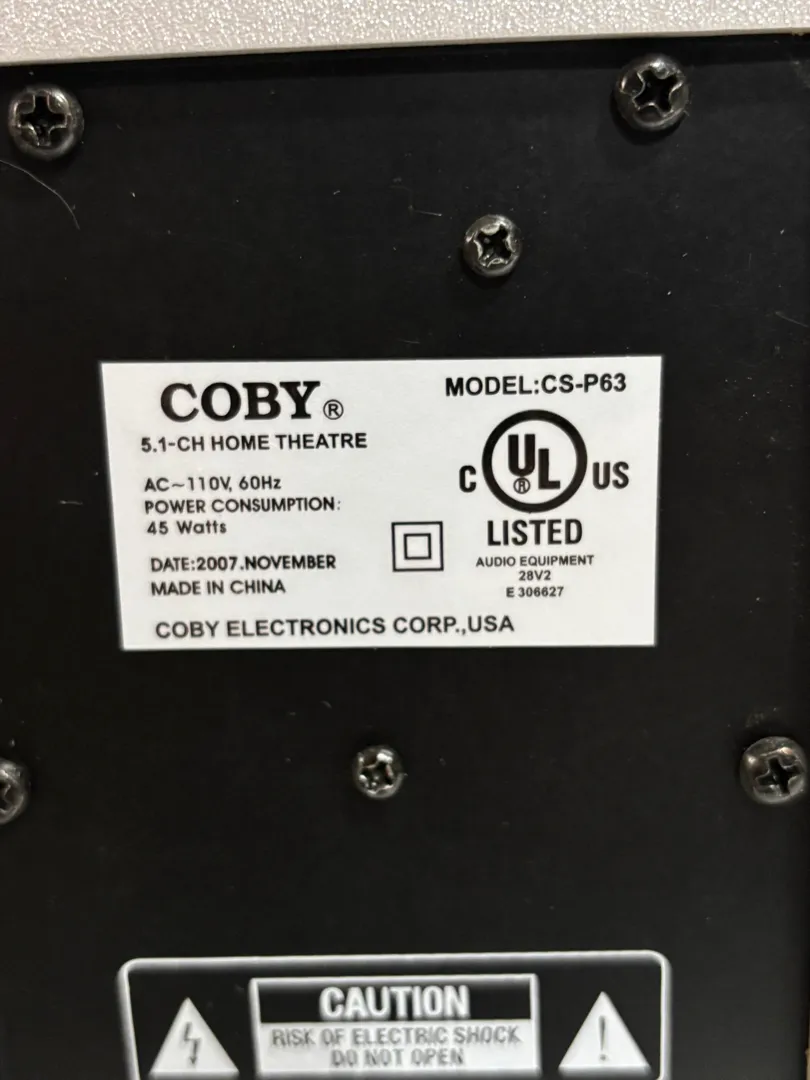 COBY®
MODEL:CS-P63
5.1-CH HOME THEATRE
AC~110V, 60Hz
POWER CONSUMPTION:
45 Watts
DATE:2007.NOVEMBER
MADE IN CHINA
C UL® US
LISTED
AUDIO EQUIPMENT
28V2
E306627
COBY ELECTRONICS CORP.,USA
CAUTION
RISK OF ELECTRIC SHOCK
DO NOT OPEN
!